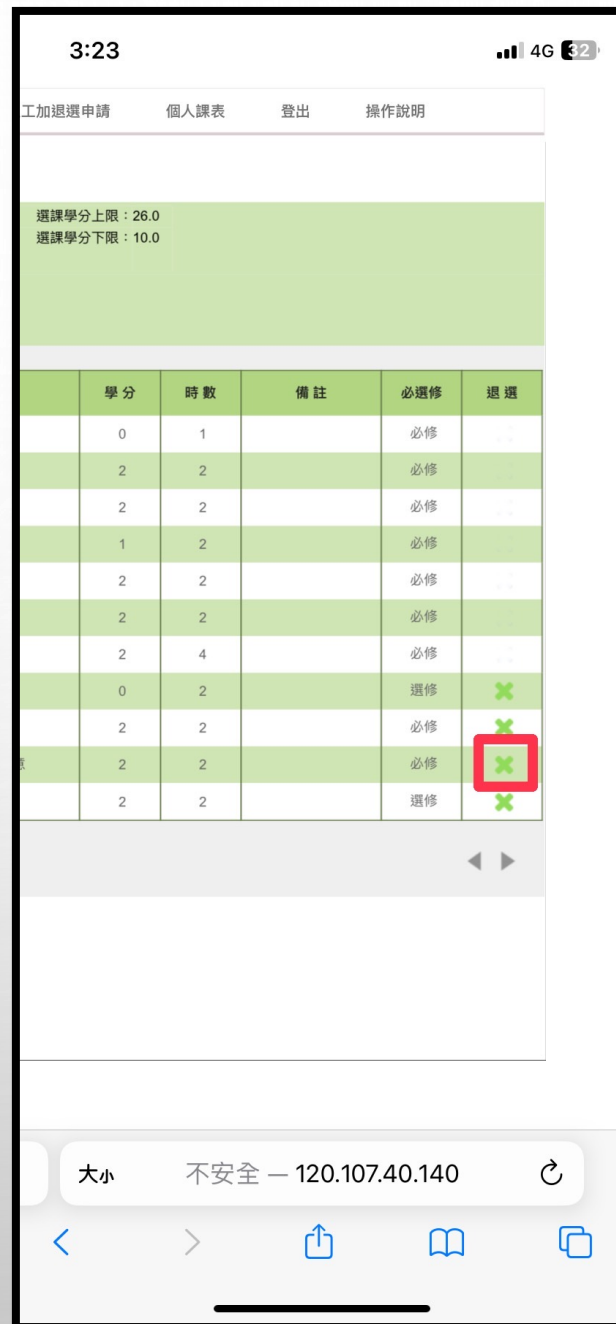 3:23 4G 32
工加退選申請 個人課表 登出 操作說明
選課學分上限：26.0
選課學分下限：10.0
學分 時數 備註 必選修 退選
0 1 必修
2 2 必修
2 2 必修
1 2 必修
2 2 必修
2 2 必修
2 4 必修
0 2 選修
2 2 必修
2 2 必修
2 2 選修
大小 不安全 — 120.107.40.140